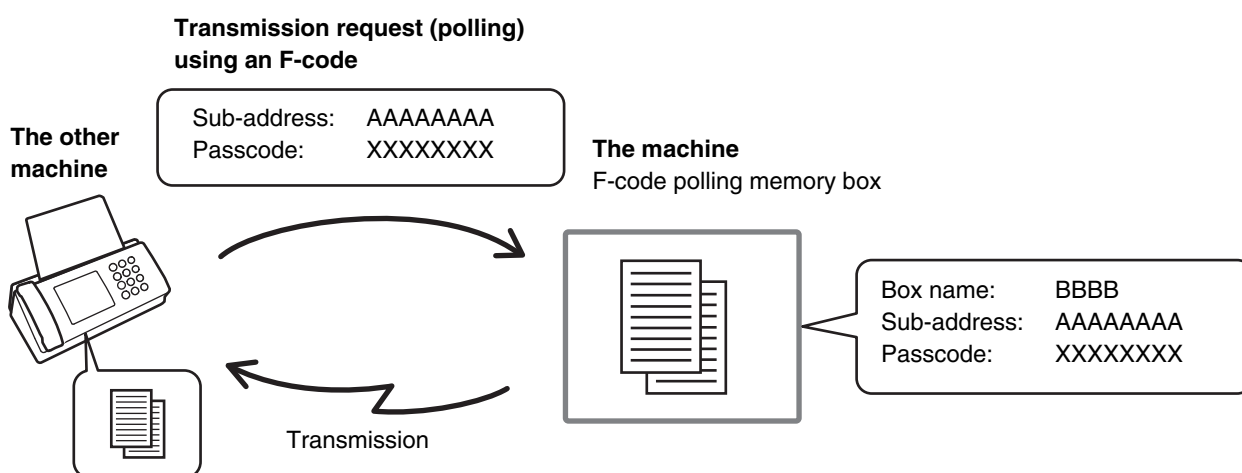 Transmission request (polling)
using an F-code
Sub-address: AAAAAAAA
Passcode: XXXXXXXX
The other
machine
The machine
F-code polling memory box
Box name: BBBB
Sub-address: AAAAAAAA
Passcode: XXXXXXXX
Transmission